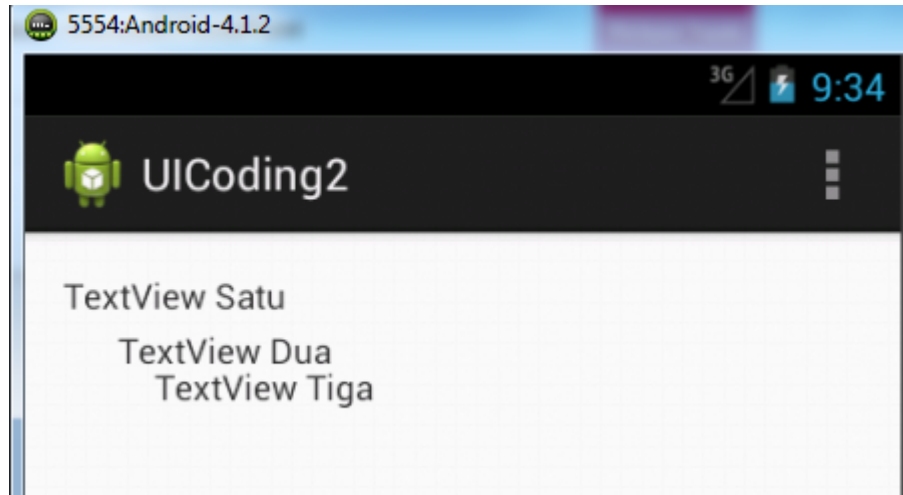 5554:Android-4.1.2
3G 9:34
UICoding2
TextView Satu
TextView Dua
TextView Tiga